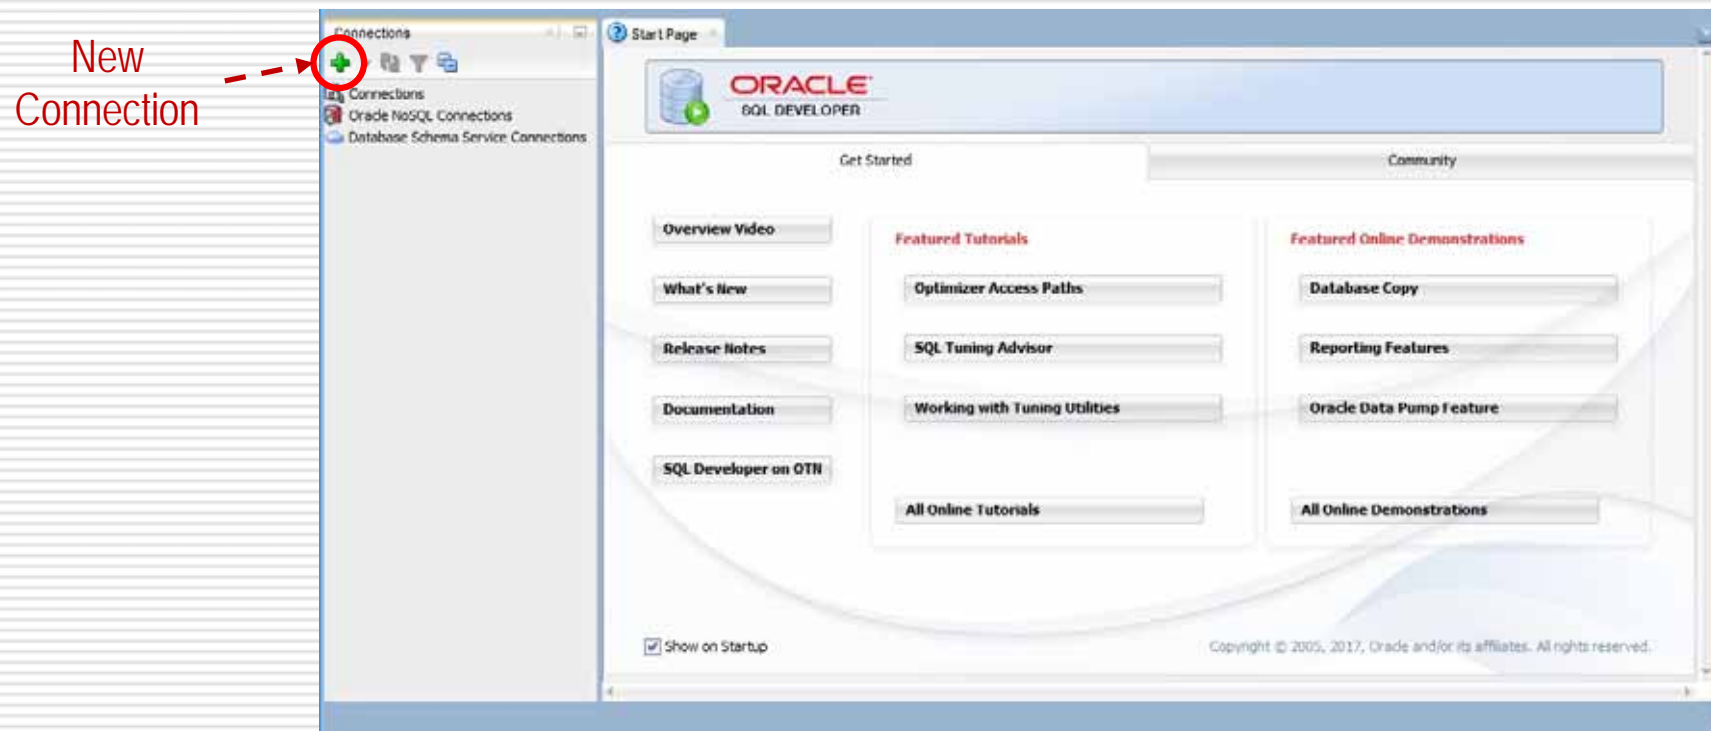 New
Connection
Connections
Start Page
Connections
Oracle NoSQL Connections
Database Schema Service Connections
ORACLE
SQL DEVELOPER
Get Started
Community
Overview Video
What's New
Release Notes
Documentation
SQL Developer on OTN
Featured Tutorials
Optimizer Access Paths
SQL Tuning Advisor
Working with Tuning Utilities
All Online Tutorials
Featured Online Demonstrations
Database Copy
Reporting Features
Oracle Data Pump Feature
All Online Demonstrations
Show on Startup
Copyright © 2005, 2017, Oracle and/or its affiliates. All rights reserved.